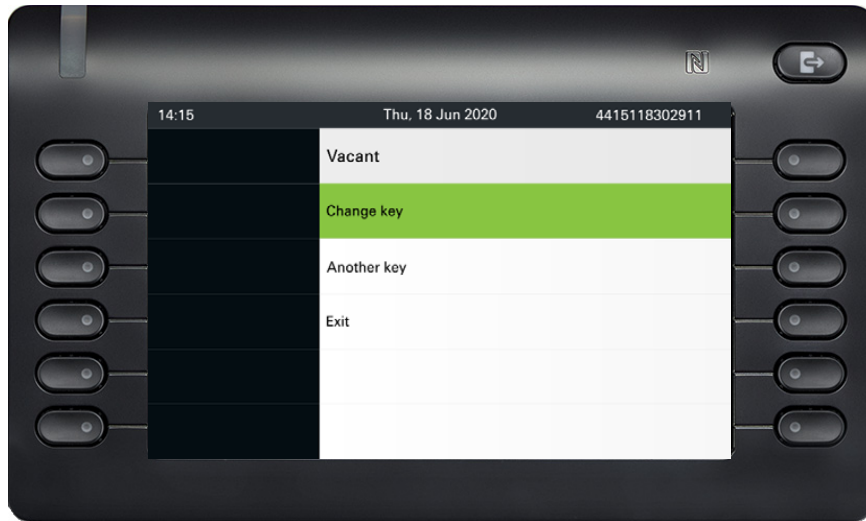 14:15 Thu, 18 Jun 2020 4415118302911
Vacant
Change key
Another key
Exit